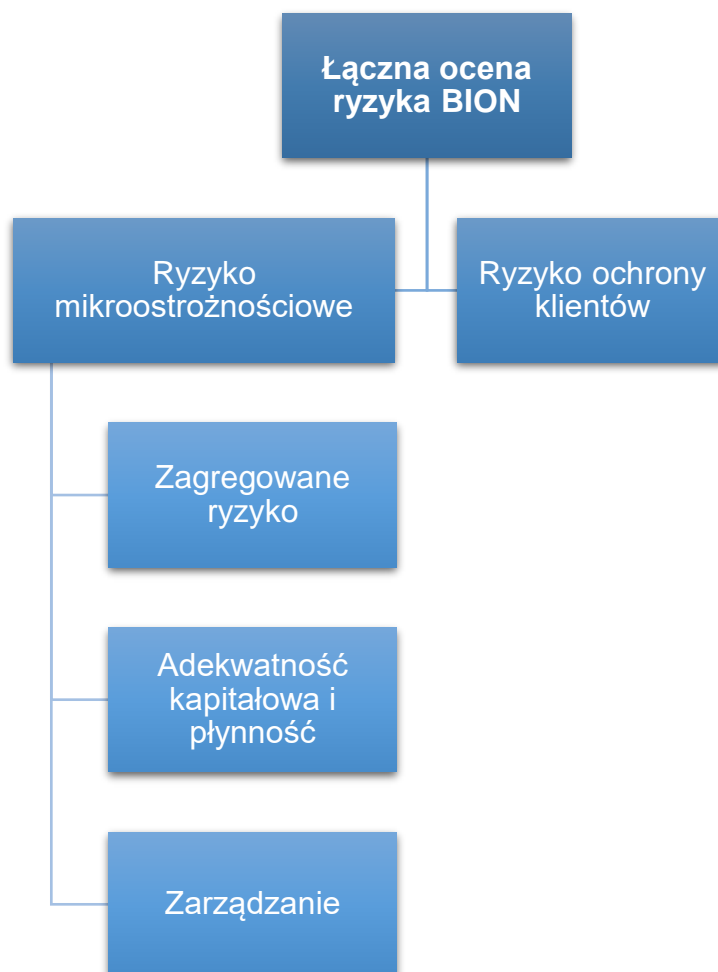 Łączna ocena
ryzyka BION
Ryzyko
mikroostrożnościowe
Ryzyko ochrony
klientów
Zagregowane
ryzyko
Adekwatność
kapitałowa i
płynność
Zarządzanie